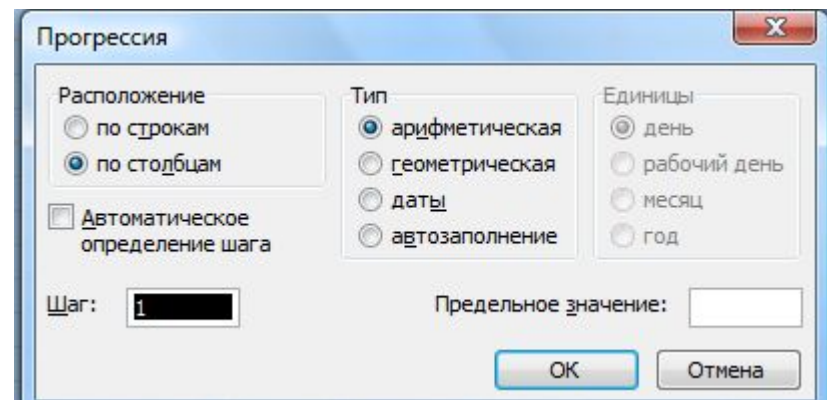 Прогрессия
Расположение
по строкам
по столбцам
Автоматическое
определение шага
Тип
арифметическая
геометрическая
даты
автозаполнение
Единицы
день
рабочий день
месяц
год
Шаг: 1
Предельное значение:
ОК
Отмена